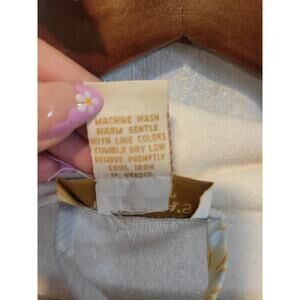 MACHINE WASH
WARM GENTLE
WITH LIKE COLORS
TUMBLE DRY LOW
REMOVE PROMPTLY
COOL IRON
IF NEEDED